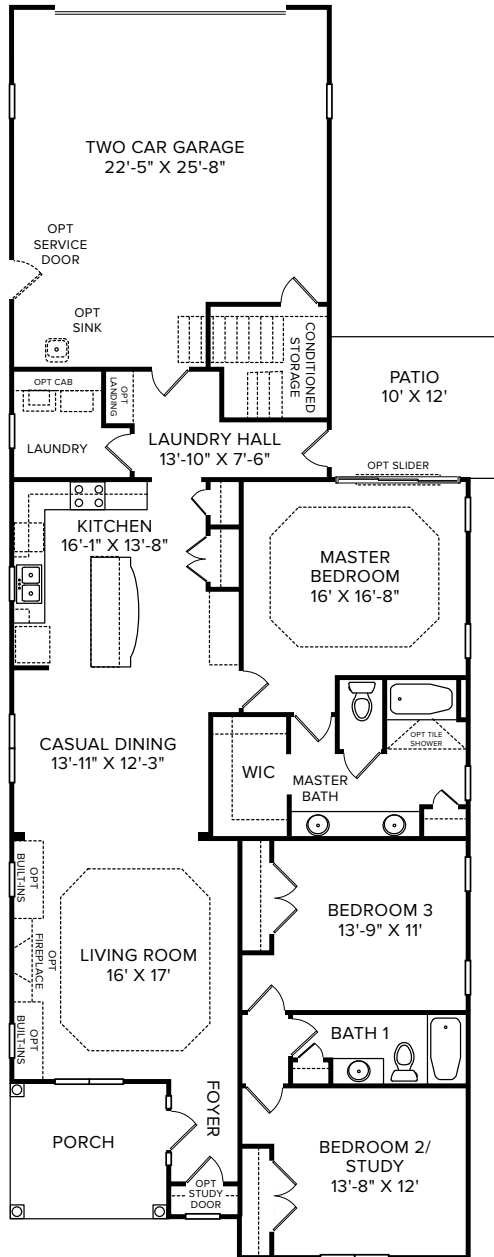 TWO CAR GARAGE
22'-5" X 25'-8"
OPT
SERVICE
DOOR
OPT
SINK
CONDITIONED
STORAGE
PATIO
10' X 12'
OPT CAB
OPT
LANDING
LAUNDRY
LAUNDRY HALL
13'-10" X 7'-6"
OPT SLIDER
KITCHEN
16'-1" X 13'-8"
MASTER
BEDROOM
16' X 16'-8"
CASUAL DINING
13'-11" X 12'-3"
WIC
MASTER
BATH
OPT TILE
SHOWER
OPT
BUILT-INS
OPT
FIREPLACE
OPT
BUILT-INS
LIVING ROOM
16' X 17'
BEDROOM 3
13'-9" X 11'
BATH 1
FOYER
PORCH
OPT
STUDY
DOOR
BEDROOM 2/
STUDY
13'-8" X 12'